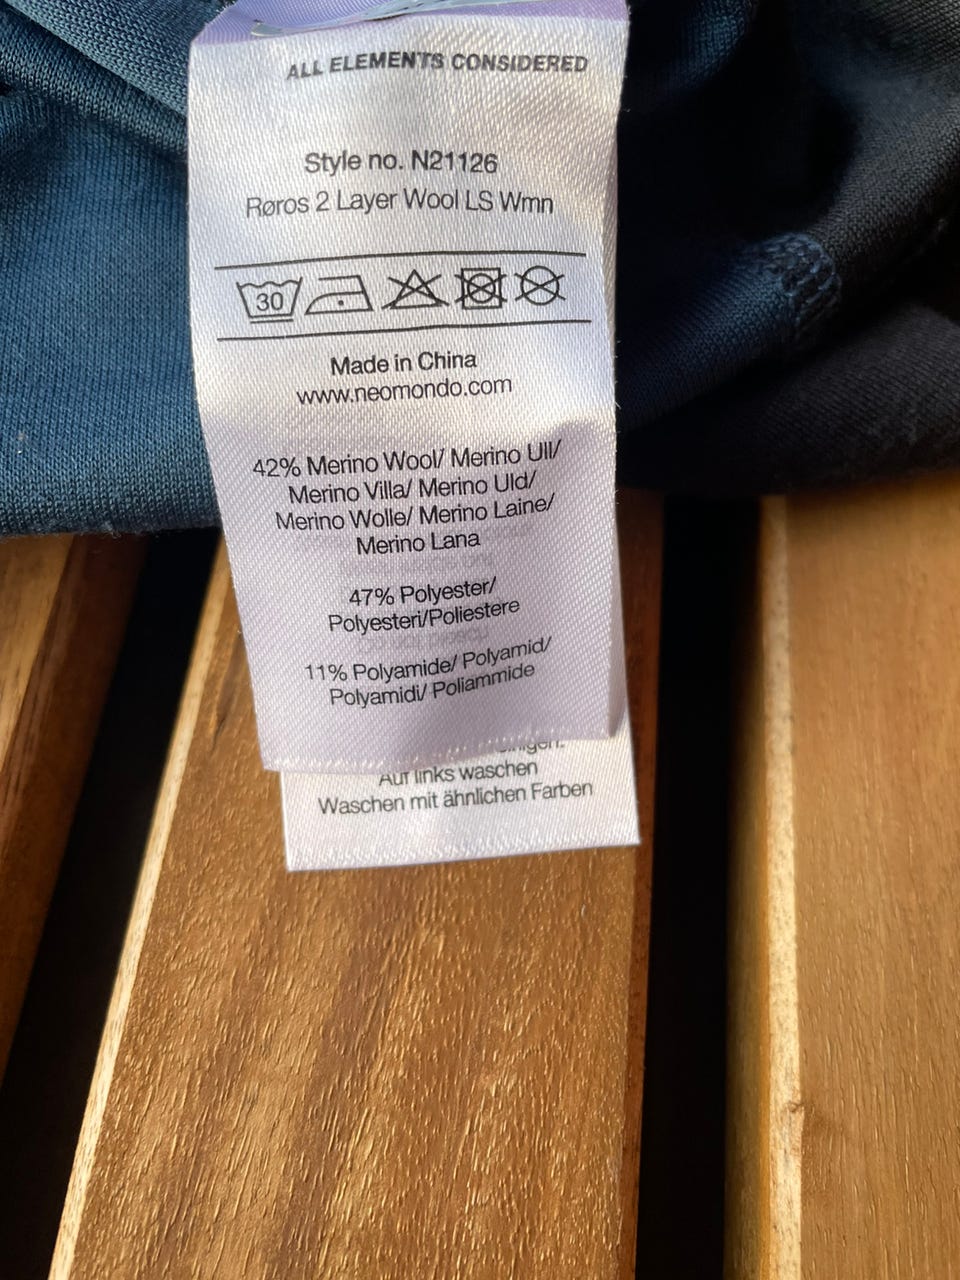 ALL ELEMENTS CONSIDERED
Style no. N21126
Røros 2 Layer Wool LS Wmn
30
Made in China
www.neomondo.com
42% Merino Wool/ Merino Ull/
Merino Villa/ Merino Uld/
Merino Wolle/ Merino Laine/
Merino Lana
47% Polyester/
Polyesteri/Poliestere
11% Polyamide/ Polyamid/
Polyamidi/ Poliammide
Auf links waschen
Waschen mit ähnlichen Farben